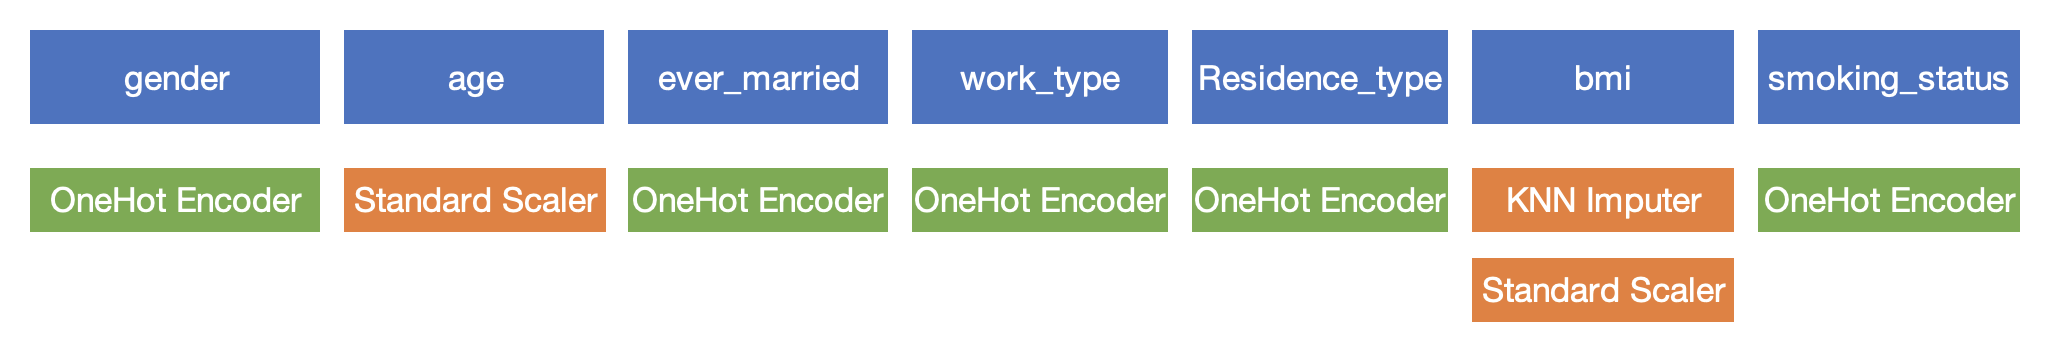 gender age ever_married work_type Residence_type bmi smoking_status
OneHot Encoder Standard Scaler OneHot Encoder OneHot Encoder OneHot Encoder KNN Imputer OneHot Encoder
Standard Scaler